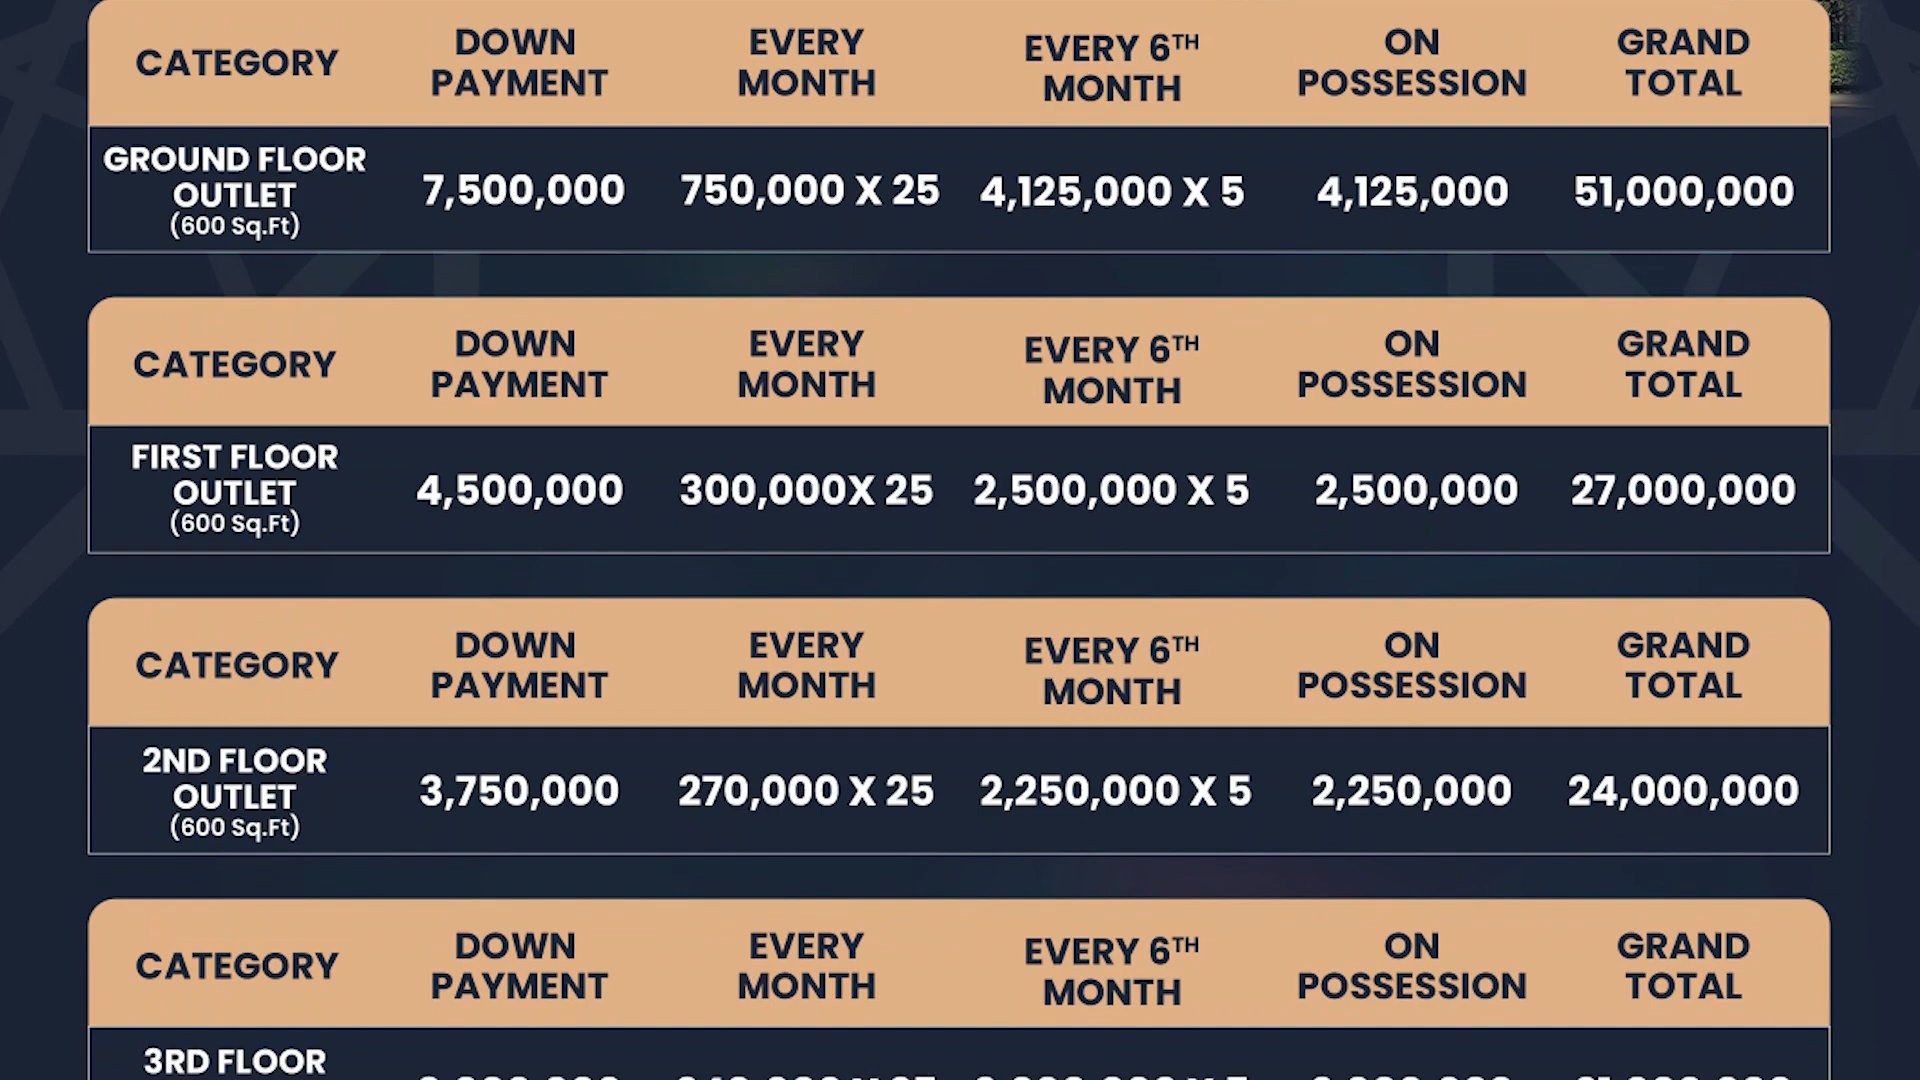 CATEGORY
DOWN
PAYMENT
EVERY
MONTH
EVERY 6TH
MONTH
ON
POSSESSION
GRAND
TOTAL
GROUND FLOOR
OUTLET
(600 Sq.Ft)
7,500,000
750,000 X 25
4,125,000 X 5
4,125,000
51,000,000
CATEGORY
DOWN
PAYMENT
EVERY
MONTH
EVERY 6TH
MONTH
ON
POSSESSION
GRAND
TOTAL
FIRST FLOOR
OUTLET
(600 Sq.Ft)
4,500,000
300,000X 25
2,500,000 X 5
2,500,000
27,000,000
CATEGORY
DOWN
PAYMENT
EVERY
MONTH
EVERY 6TH
MONTH
ON
POSSESSION
GRAND
TOTAL
2ND FLOOR
OUTLET
(600 Sq.Ft)
3,750,000
270,000 X 25
2,250,000 X 5
2,250,000
24,000,000
CATEGORY
DOWN
PAYMENT
EVERY
MONTH
EVERY 6TH
MONTH
ON
POSSESSION
GRAND
TOTAL
3RD FLOOR